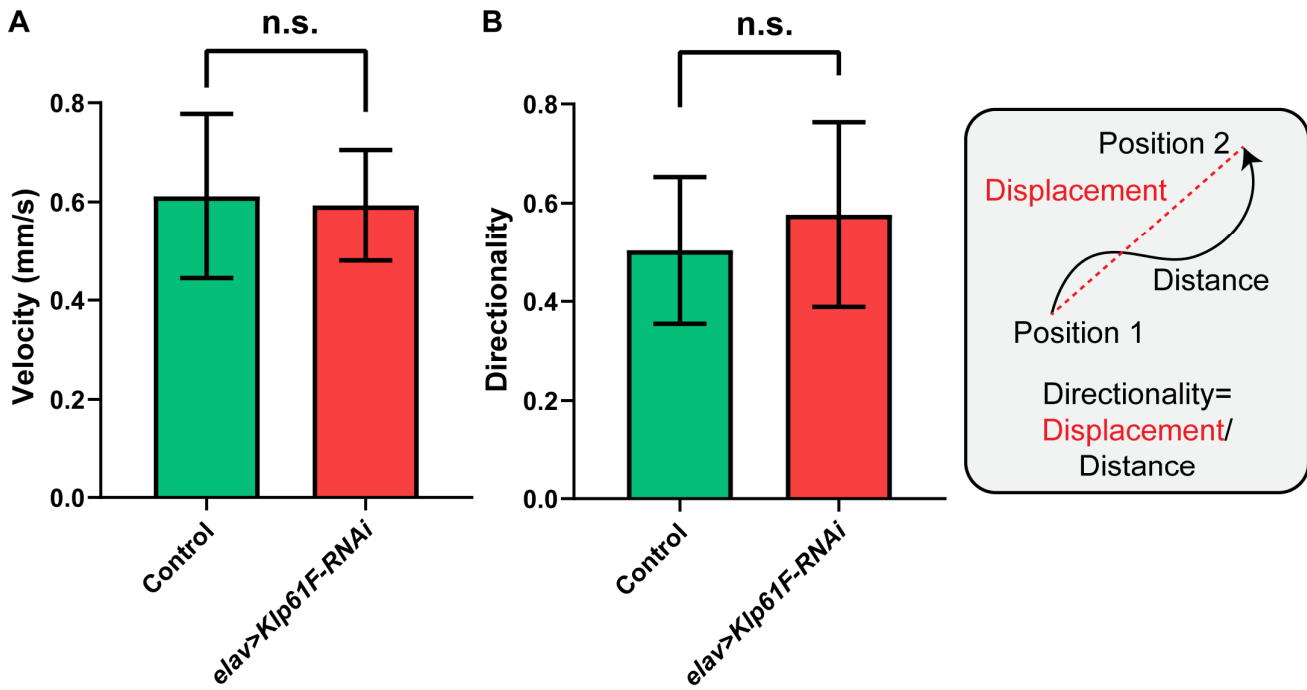 A
n.s.
Velocity (mm/s)
0.8
0.6
0.4
0.2
0.0
Control
elav>Klp61F-RNAi
B
n.s.
Directionality
0.8
0.6
0.4
0.2
0.0
Control
elav>Klp61F-RNAi
Position 2
Displacement
Distance
Position 1
Directionality=
Displacement/
Distance